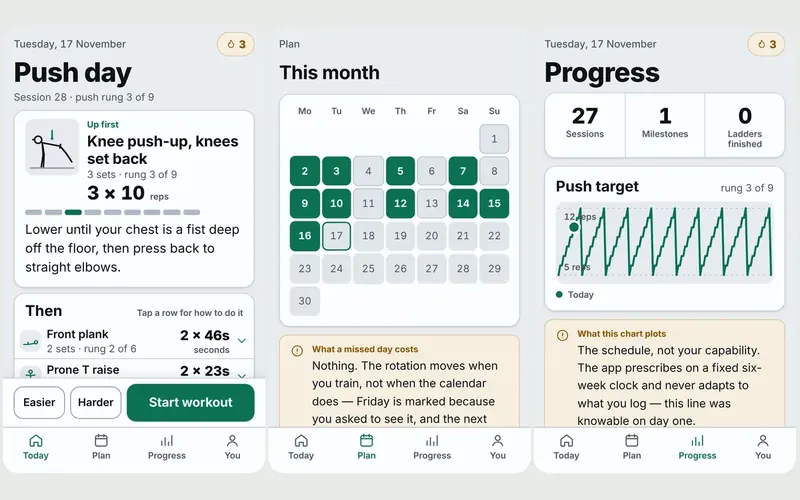 Tuesday, 17 November
3
Push day
Session 28 · push rung 3 of 9
Up first
Knee push-up, knees
set back
3 sets · rung 3 of 9
3 × 10 reps
Lower until your chest is a fist deep
off the floor, then press back to
straight elbows.
Then
Tap a row for how to do it
Front plank
2 sets · rung 2 of 6
2 × 46s
seconds
Prone T raise
2 × 23s
Easier
Harder
Start workout
Today
Plan
Progress
You
Plan
This month
Mo Tu We Th Fr Sa Su
1
2 3 4 5 6 7 8
9 10 11 12 13 14 15
16 17 18 19 20 21 22
23 24 25 26 27 28 29
30
What a missed day costs
Nothing. The rotation moves when
you train, not when the calendar
does — Friday is marked because
you asked to see it, and the next
Today
Plan
Progress
You
Tuesday, 17 November
3
Progress
27
Sessions
1
Milestones
0
Ladders
finished
Push target
rung 3 of 9
12 reps
5 reps
Today
What this chart plots
The schedule, not your capability.
The app prescribes on a fixed six-
week clock and never adapts to
what you log — this line was
knowable on day one.
Today
Plan
Progress
You